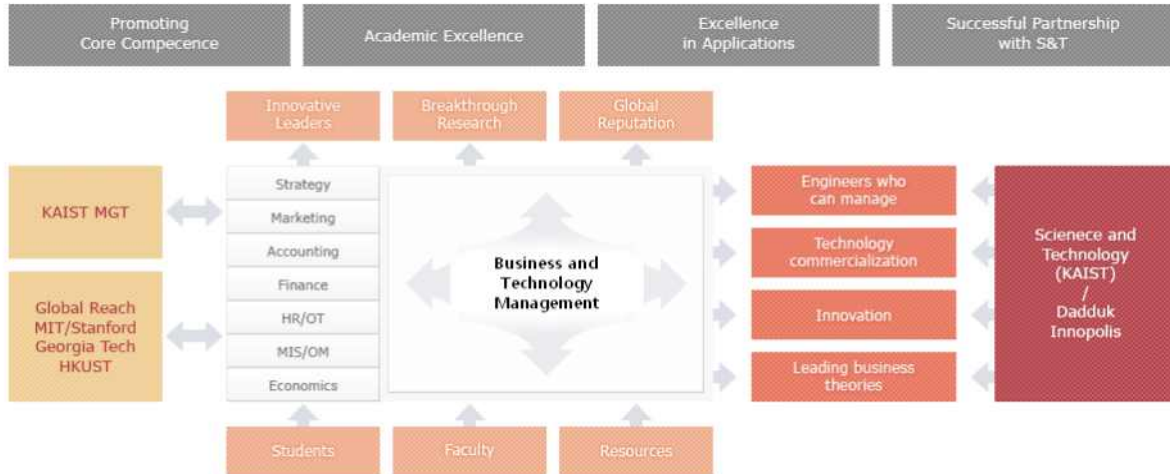 Promoting
Core Compecence
Academic Excellence
Excellence
in Applications
Successful Partnership
with S&T
Innovative
Leaders
Breakthrough
Research
Global
Reputation
KAIST MGT
Global Reach
MIT/Stanford
Georgia Tech
HKUST
Strategy
Marketing
Accounting
Finance
HR/OT
MIS/OM
Economics
Business and
Technology
Management
Engineers who
can manage
Technology
commercialization
Innovation
Leading business
theories
Scienece and
Technology
(KAIST)
/
Dadduk
Innopolis
Students
Faculty
Resources